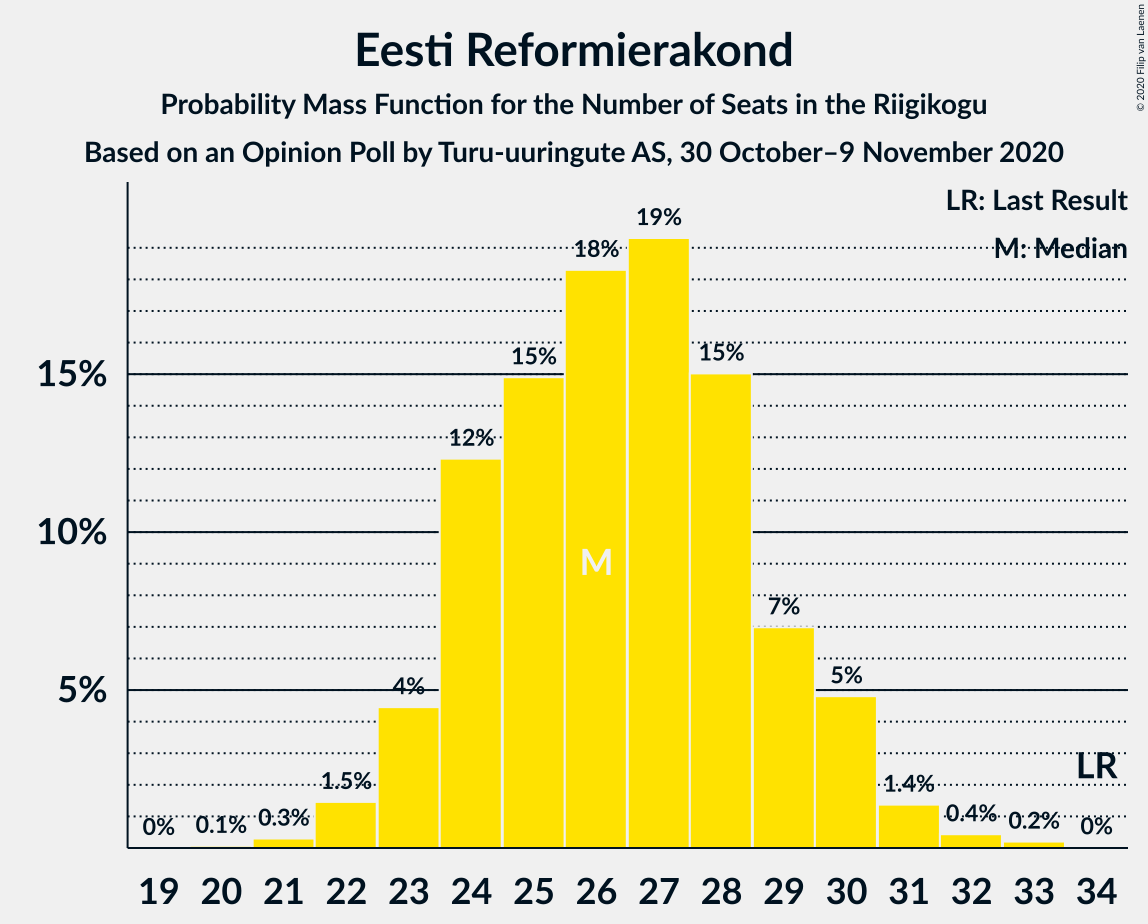 Eesti Reformierakond
Probability Mass Function for the Number of Seats in the Riigikogu
Based on an Opinion Poll by Turu-uuringute AS, 30 October–9 November 2020
© 2020 Filip van Laenen
LR: Last Result
M: Median
19%
18%
15%
15%
15%
12%
10%
M
7%
5%
5%
4%
LR
1.5%
1.4%
0%
0.1%
0.3%
0.4%
0.2%
0%
19 20 21 22 23 24 25 26 27 28 29 30 31 32 33 34